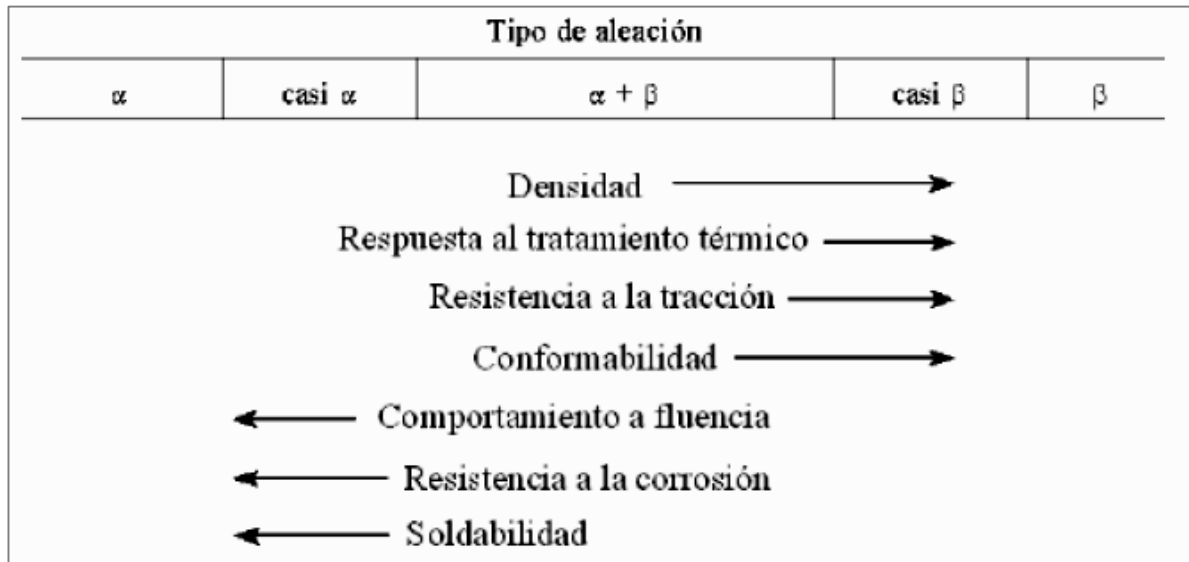 Tipo de aleación
α casi α α + β casi β β
Densidad
Respuesta al tratamiento térmico
Resistencia a la tracción
Conformabilidad
Comportamiento a fluencia
Resistencia a la corrosión
Soldabilidad